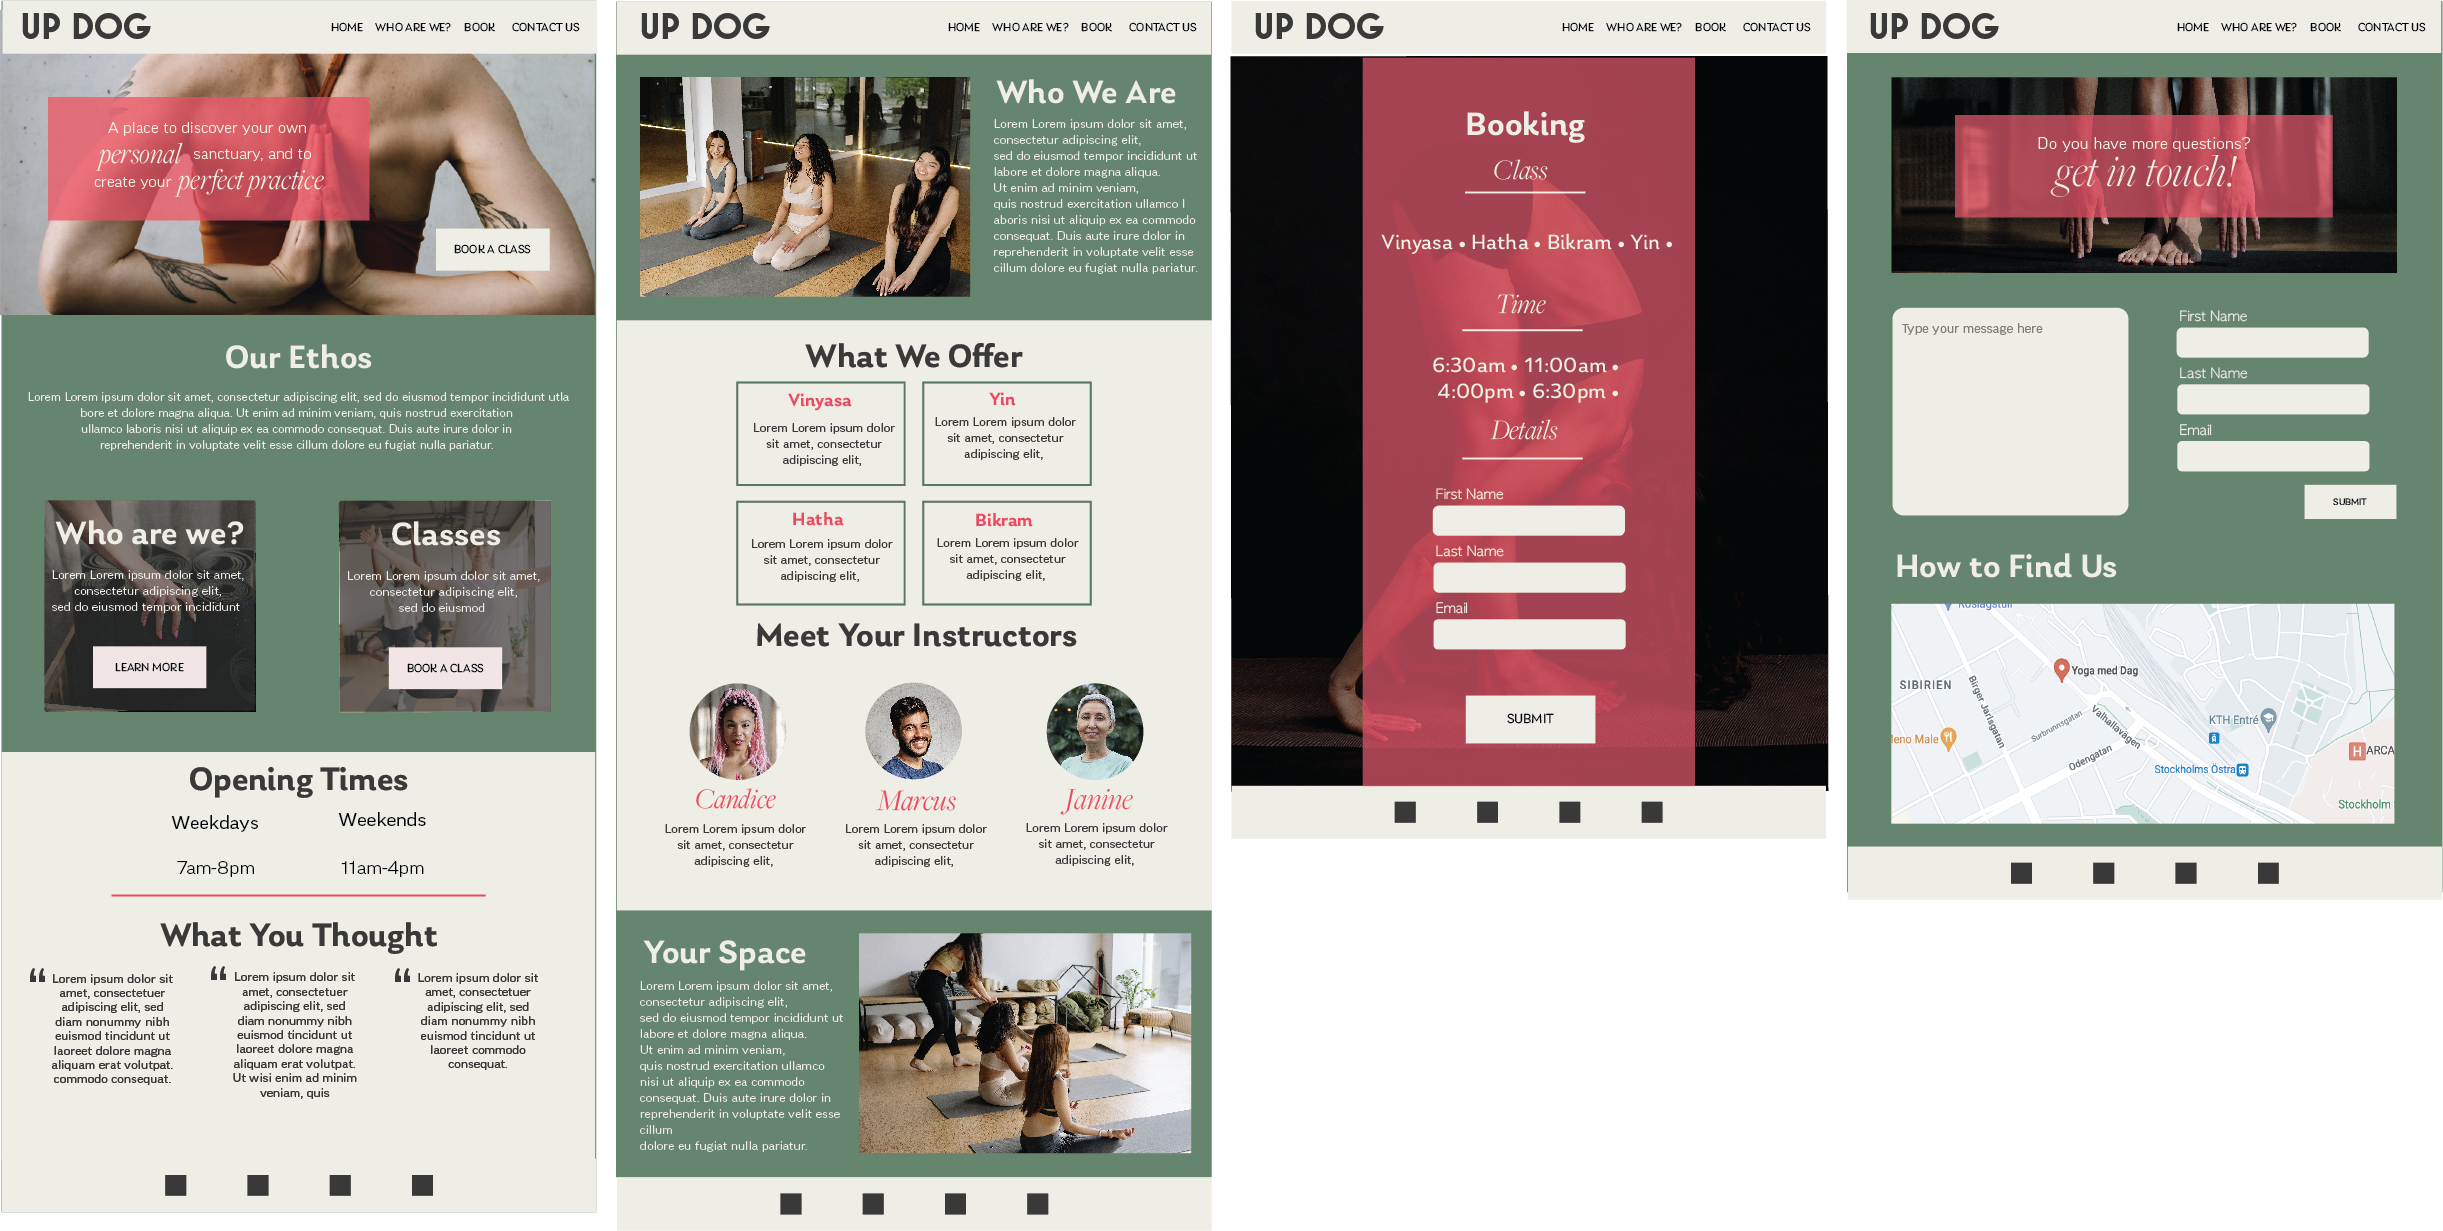 UP DOG
HOME WHO ARE WE? BOOK CONTACT US
A place to discover your own
personal sanctuary, and to
create your perfect practice
BOOK A CLASS
Our Ethos
Lorem Lorem ipsum dolor sit amet, consectetur adipiscing elit, sed do eiusmod tempor incididunt utla
bore et dolore magna aliqua. Ut enim ad minim veniam, quis nostrud exercitation
ullamco laboris nisi ut aliquip ex ea commodo consequat. Duis aute irure dolor in
reprehenderit in voluptate velit esse cillum dolore eu fugiat nulla pariatur.
Who are we?
Lorem Lorem ipsum dolor sit amet,
consectetur adipiscing elit,
sed do eiusmod tempor incididunt
LEARN MORE
Classes
Lorem Lorem ipsum dolor sit amet,
consectetur adipiscing elit,
sed do eiusmod
BOOK A CLASS
Opening Times
Weekdays Weekends
7am-8pm 11am-4pm
What You Thought
“ Lorem ipsum dolor sit
amet, consectetuer
adipiscing elit, sed
diam nonummy nibh
euismod tincidunt ut
laoreet dolore magna
aliquam erat volutpat.
commodo consequat.
“ Lorem ipsum dolor sit
amet, consectetuer
adipiscing elit, sed
diam nonummy nibh
euismod tincidunt ut
laoreet dolore magna
aliquam erat volutpat.
Ut wisi enim ad minim
veniam, quis
“ Lorem ipsum dolor sit
amet, consectetuer
adipiscing elit, sed
diam nonummy nibh
euismod tincidunt ut
laoreet commodo
consequat.
UP DOG
HOME WHO ARE WE? BOOK CONTACT US
Who We Are
Lorem Lorem ipsum dolor sit amet,
consectetur adipiscing elit,
sed do eiusmod tempor incididunt ut
labore et dolore magna aliqua.
Ut enim ad minim veniam,
quis nostrud exercitation ullamco l
aboris nisi ut aliquip ex ea commodo
consequat. Duis aute irure dolor in
reprehenderit in voluptate velit esse
cillum dolore eu fugiat nulla pariatur.
What We Offer
Vinyasa
Lorem Lorem ipsum dolor
sit amet, consectetur
adipiscing elit,
Yin
Lorem Lorem ipsum dolor
sit amet, consectetur
adipiscing elit,
Hatha
Lorem Lorem ipsum dolor
sit amet, consectetur
adipiscing elit,
Bikram
Lorem Lorem ipsum dolor
sit amet, consectetur
adipiscing elit,
Meet Your Instructors
Candice
Lorem Lorem ipsum dolor
sit amet, consectetur
adipiscing elit,
Marcus
Lorem Lorem ipsum dolor
sit amet, consectetur
adipiscing elit,
Janine
Lorem Lorem ipsum dolor
sit amet, consectetur
adipiscing elit,
Your Space
Lorem Lorem ipsum dolor sit amet,
consectetur adipiscing elit,
sed do eiusmod tempor incididunt ut
labore et dolore magna aliqua.
Ut enim ad minim veniam,
quis nostrud exercitation ullamco
nisi ut aliquip ex ea commodo
consequat. Duis aute irure dolor in
reprehenderit in voluptate velit esse
cillum
dolore eu fugiat nulla pariatur.
UP DOG
HOME WHO ARE WE? BOOK CONTACT US
Booking
Class
Vinyasa • Hatha • Bikram • Yin •
Time
6:30am • 11:00am •
4:00pm • 6:30pm •
Details
First Name
Last Name
Email
SUBMIT
UP DOG
HOME WHO ARE WE? BOOK CONTACT US
Do you have more questions?
get in touch!
Type your message here
First Name
Last Name
Email
SUBMIT
How to Find Us
Roslagstull
Yoga med Dag
SIBIRIEN
Birger Jarlsgatan
Surbrunnsgatan
Valhallavägen
KTH Entré
leno Male
Odengatan
H ARCA
Stockholms Östra
Stockholm